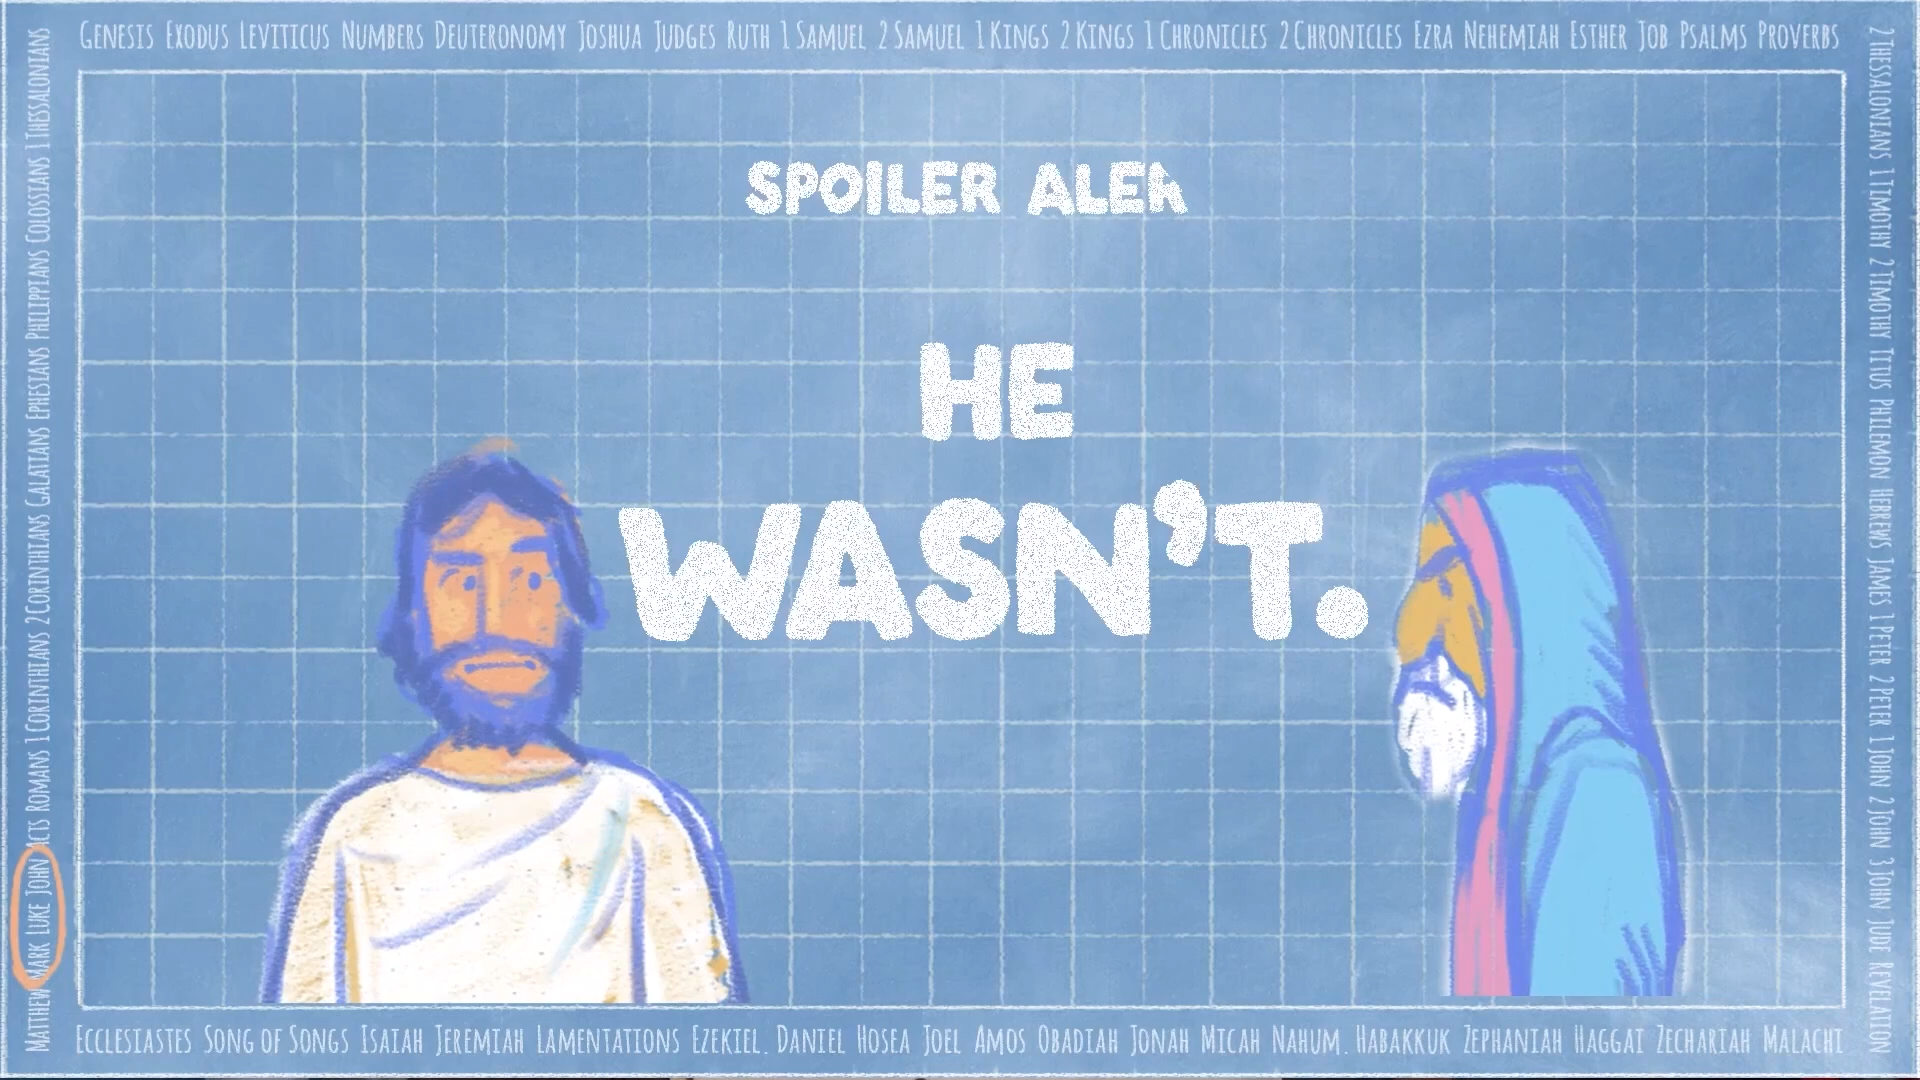 Genesis Exodus Leviticus Numbers Deuteronomy Joshua Judges Ruth 1 Samuel 2 Samuel 1 Kings 2 Kings 1 Chronicles 2 Chronicles Ezra Nehemiah Esther Job Psalms Proverbs
SPOILER ALER
HE
WASN'T.
Ecclesiastes Song of Songs Isaiah Jeremiah Lamentations Ezekiel. Daniel Hosea Joel Amos Obadiah Jonah Micah Nahum. Habakkuk Zephaniah Haggai Zechariah Malachi
Matthew Mark Luke John Acts Romans 1 Corinthians 2 Corinthians Galatians Ephesians Philippians Colossians 1 Thessalonians
2 Thessalonians 1 Timothy 2 Timothy Titus Philemon Hebrews James 1 Peter 2 Peter 1 John 2 John 3 John Jude Revelation